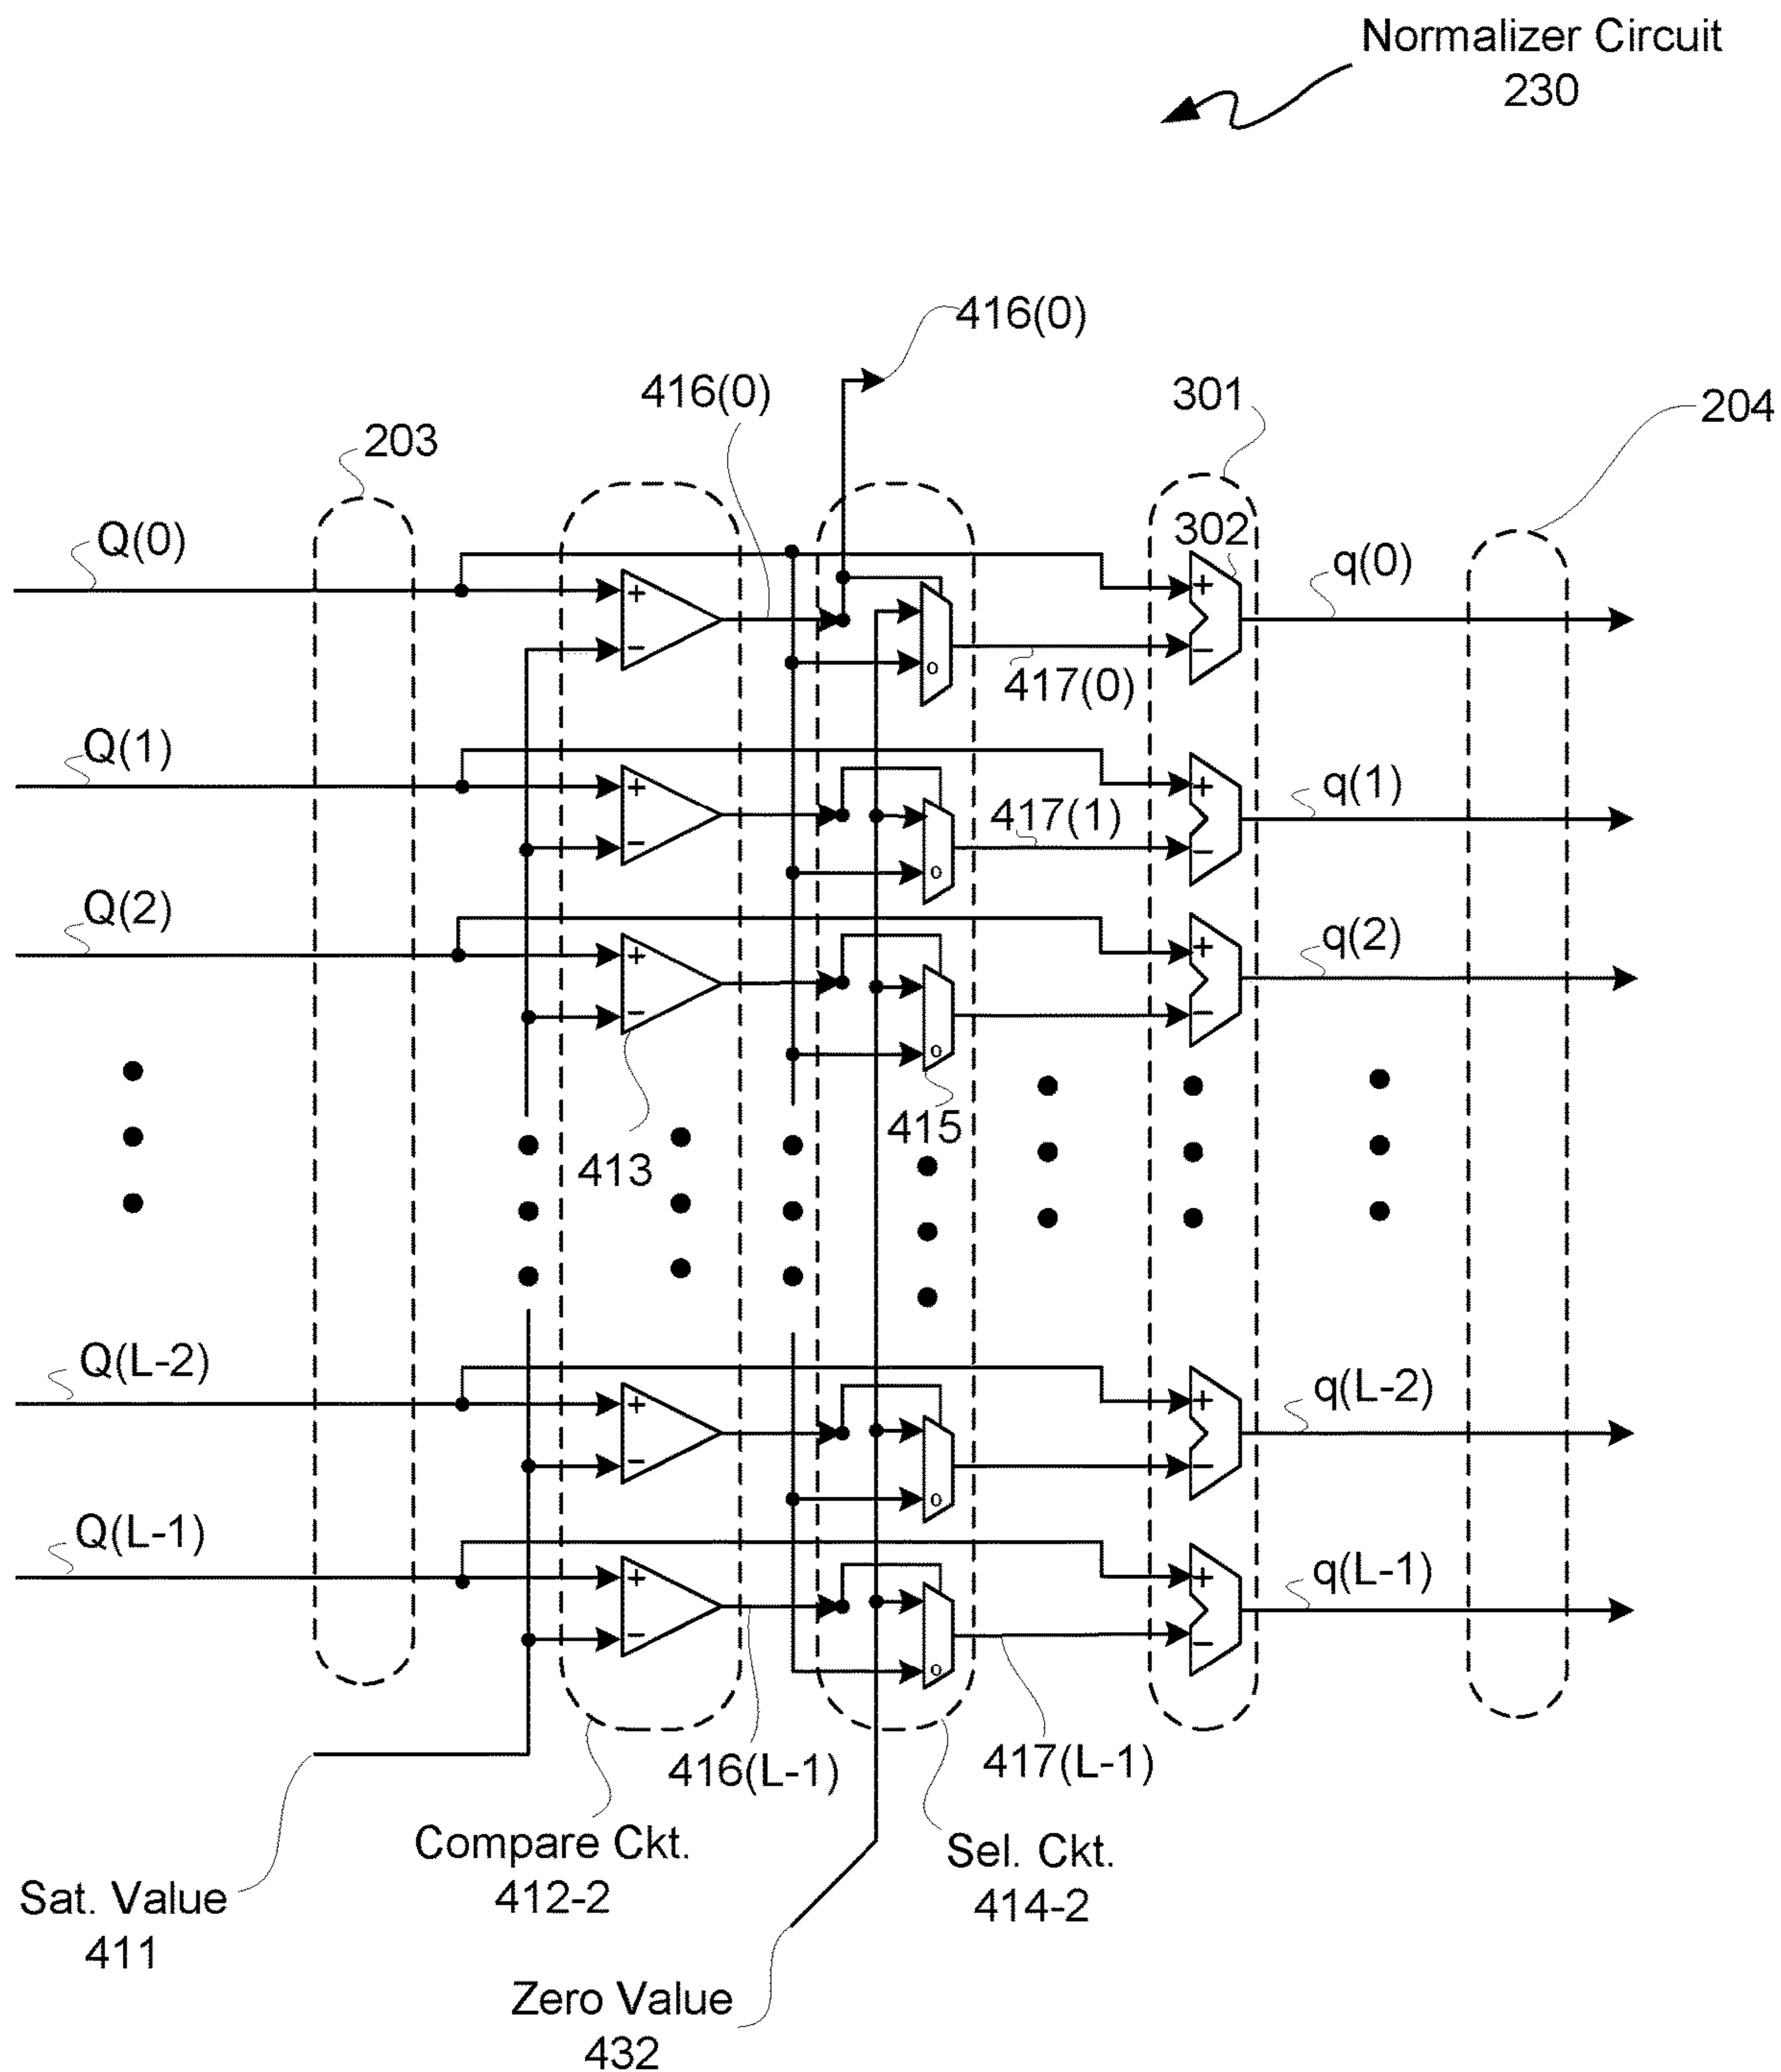 Normalizer Circuit
230
416(0)
416(0)
301
204
203
302
Q(0)
+
−
o
+
−
q(0)
417(0)
Q(1)
+
−
o
+
−
q(1)
417(1)
Q(2)
+
−
o
+
−
q(2)
413
415
Q(L-2)
+
−
o
+
−
q(L-2)
Q(L-1)
+
−
o
+
−
q(L-1)
416(L-1)
417(L-1)
Compare Ckt.
412-2
Sel. Ckt.
414-2
Sat. Value
411
Zero Value
432